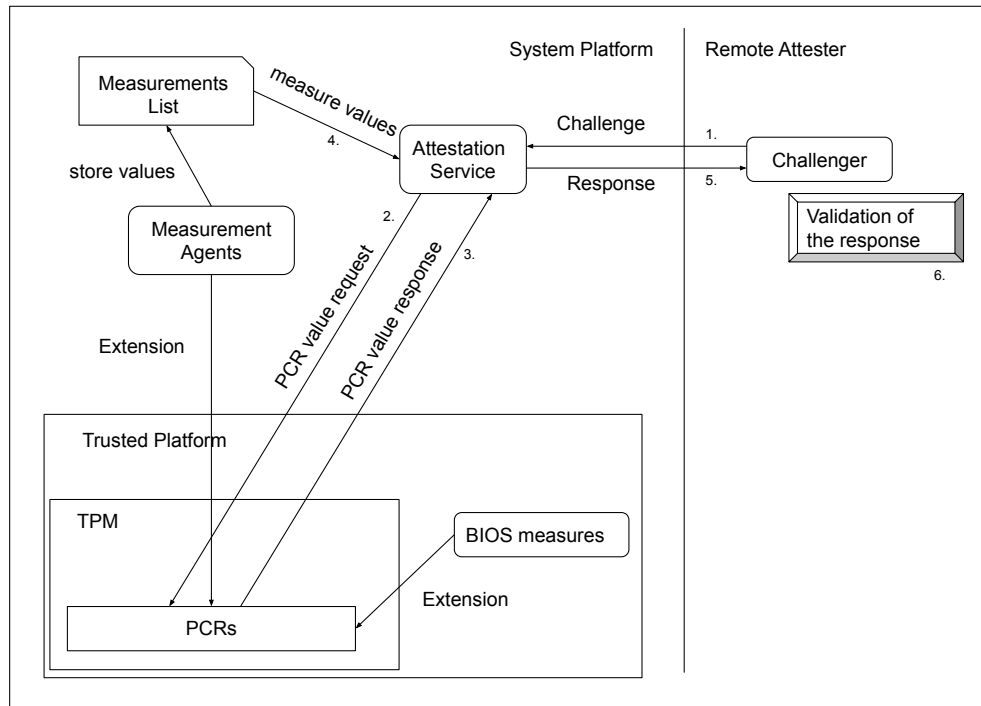 System Platform
Remote Attester
Measurements
List
measure values
4.
Attestation
Service
Challenge
1.
Challenger
Response
5.
store values
2.
3.
Validation of
the response
6.
Measurement
Agents
PCR value request
PCR value response
Extension
Trusted Platform
TPM
BIOS measures
Extension
PCRs